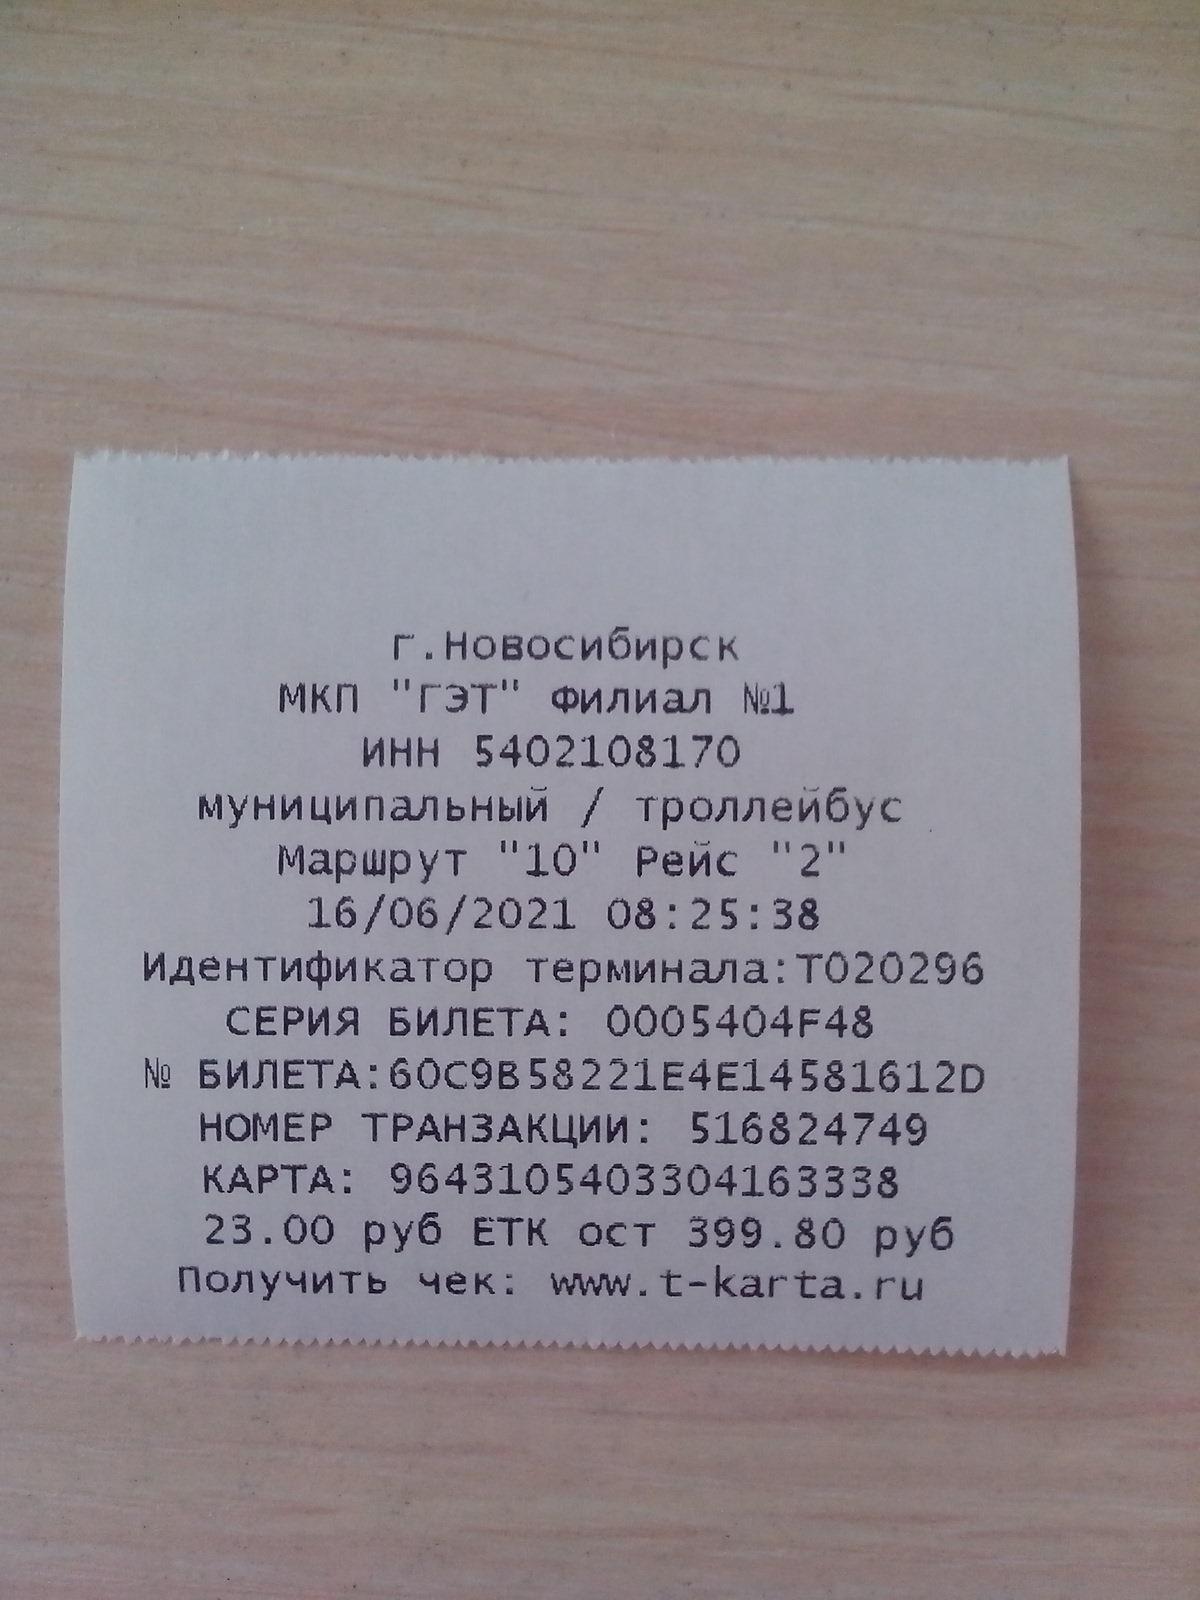 г.Новосибирск
МКП "ГЭТ" Филиал №1
ИНН 5402108170
муниципальный / троллейбус
Маршрут "10" Рейс "2"
16/06/2021 08:25:38
Идентификатор терминала:T020296
СЕРИЯ БИЛЕТА: 0005404F48
№ БИЛЕТА:60C9B58221E4E14581612D
НОМЕР ТРАНЗАКЦИИ: 516824749
КАРТА: 9643105403304163338
23.00 руб ЕТК ост 399.80 руб
Получить чек: www.t-karta.ru